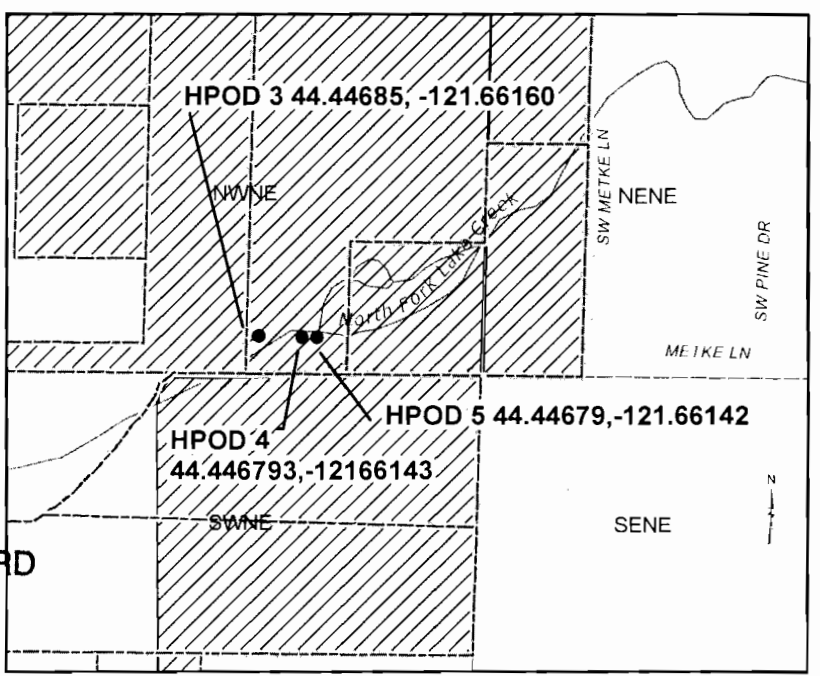 HPOD 3 44.44685, -121.66160
NWNE
NENE
SW METKE LN
SW PINE DR
North Fork Lake Creek
METKE LN
HPOD 5 44.44679,-121.66142
HPOD 4
44.446793,-12166143
N
SWNE
SENE
RD